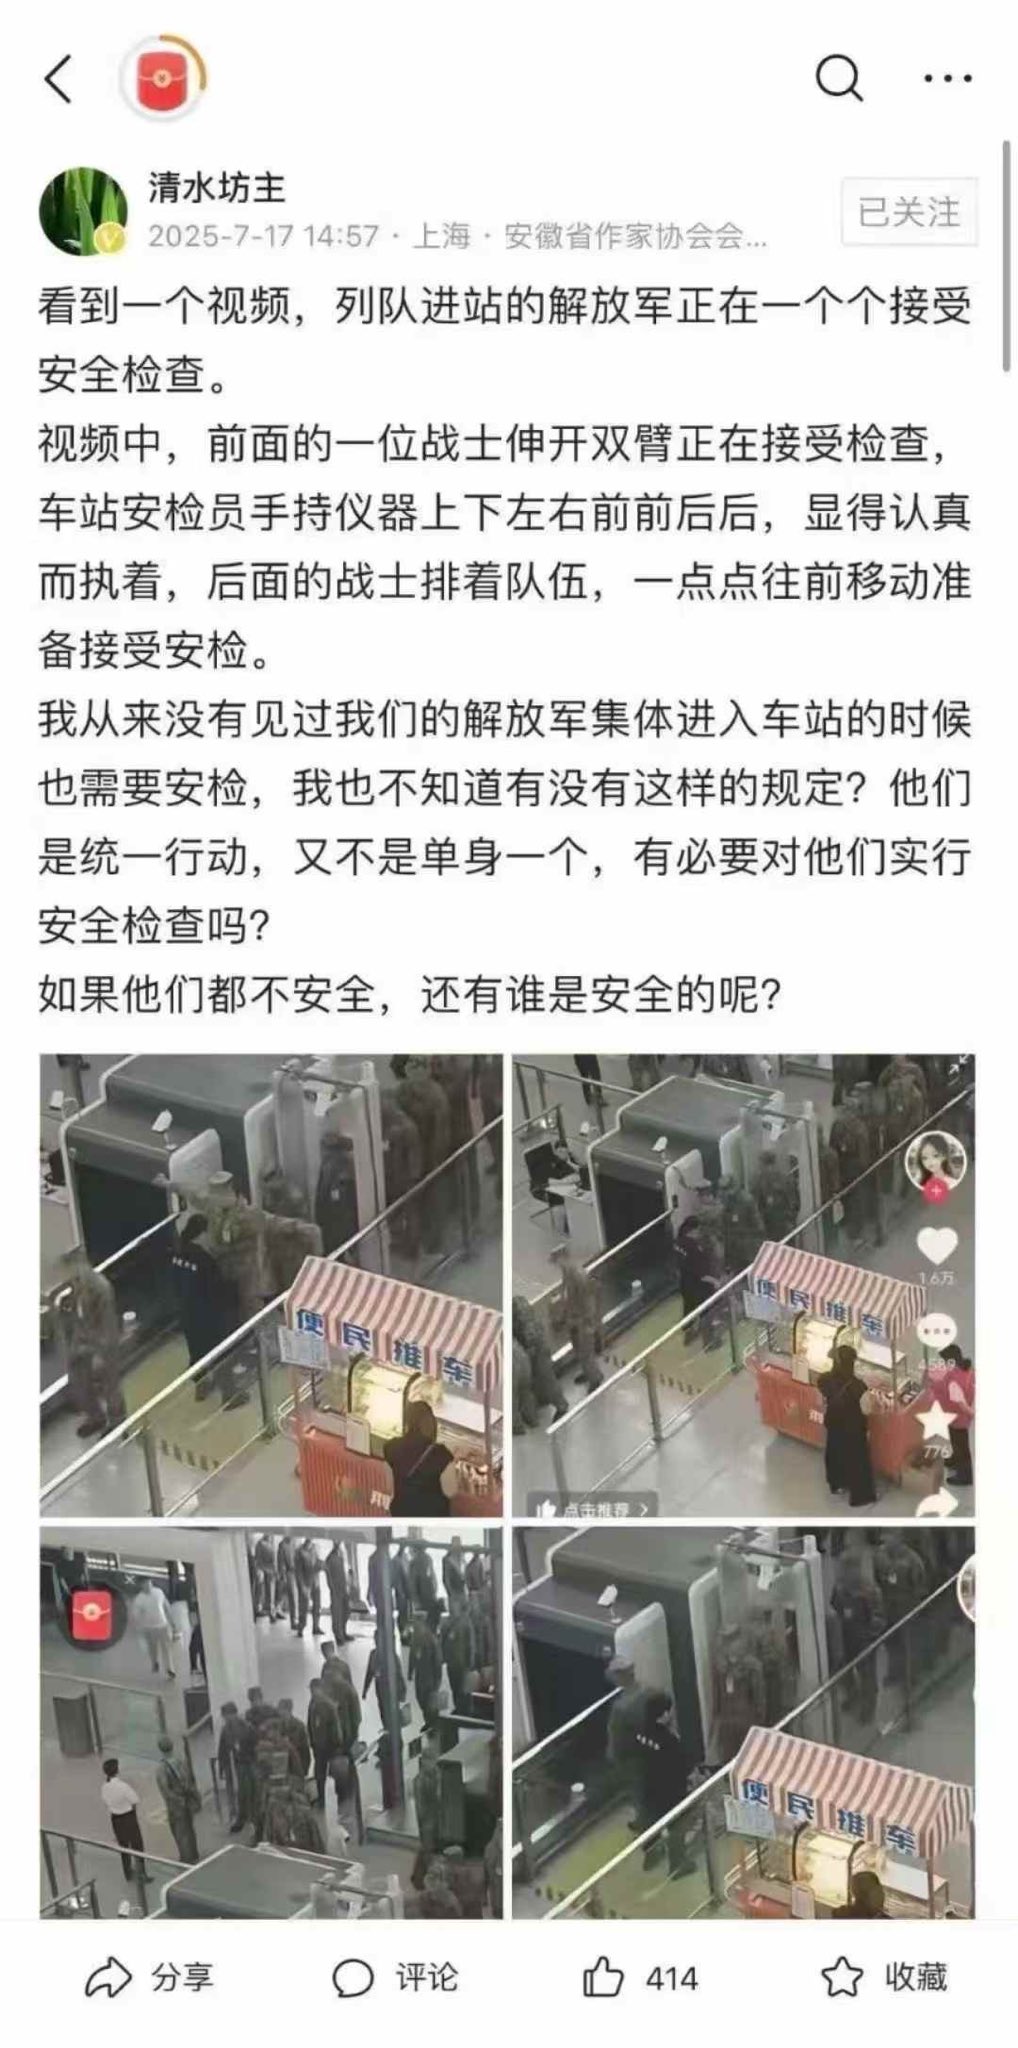 清水坊主
2025-7-17 14:57 · 上海 · 安徽省作家协会会...
已关注
看到一个视频，列队进站的解放军正在一个个接受
安全检查。
视频中，前面的一位战士伸开双臂正在接受检查，
车站安检员手持仪器上下左右前前后后，显得认真
而执着，后面的战士排着队伍，一点点往前移动准
备接受安检。
我从来没有见过我们的解放军集体进入车站的时候
也需要安检，我也不知道有没有这样的规定？他们
是统一行动，又不是单身一个，有必要对他们实行
安全检查吗？
如果他们都不安全，还有谁是安全的呢？
便民推车
便民推车
1.6万
4589
776
点击推荐 >
便民推车
分享
评论
414
收藏